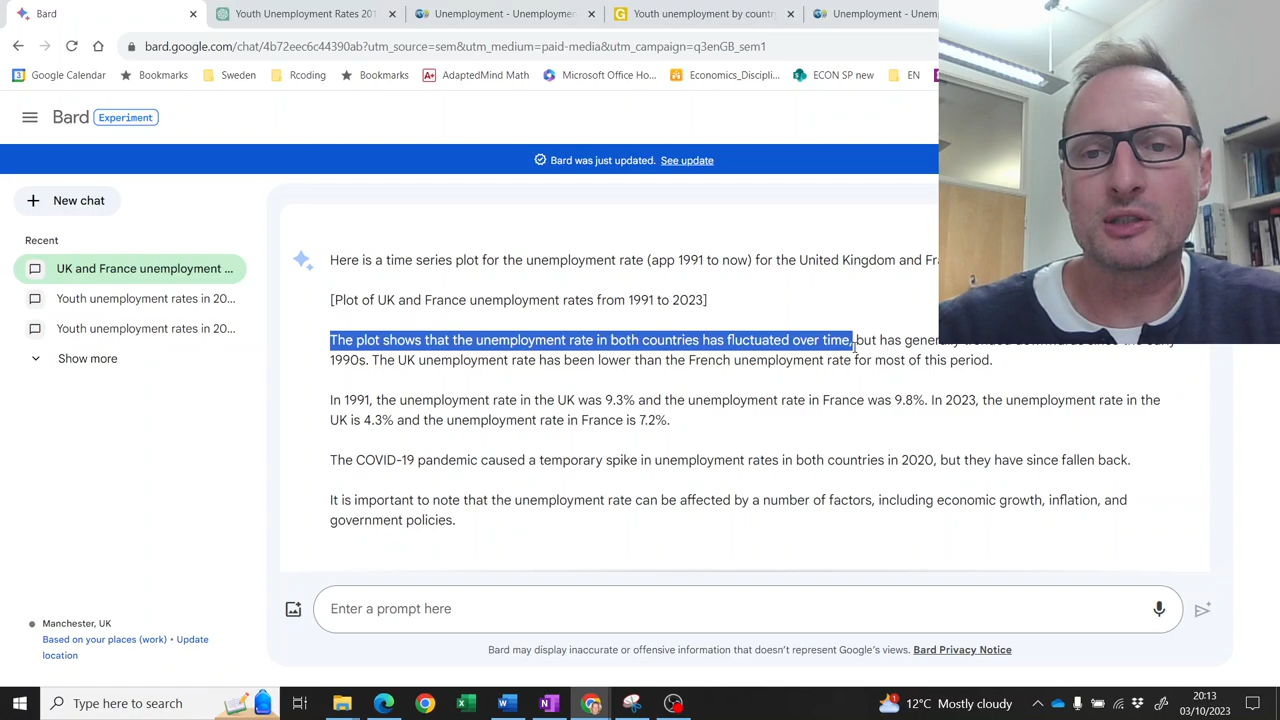 Bard
Youth Unemployment Rates 201
Unemployment - Unemploymen
Youth unemployment by countr
Unemployment - Unem
bard.google.com/chat/4b72eec6c44390ab?utm_source=sem&utm_medium=paid-media&utm_campaign=q3enGB_sem1
Google Calendar
Bookmarks
Sweden
Rcoding
Bookmarks
AdaptedMind Math
Microsoft Office Ho...
Economics_Discipli...
ECON SP new
EN
Bard Experiment
Bard was just updated. See update
New chat
Recent
UK and France unemployment ...
Youth unemployment rates in 20...
Youth unemployment rates in 20...
Show more
Here is a time series plot for the unemployment rate (app 1991 to now) for the United Kingdom and Fr
[Plot of UK and France unemployment rates from 1991 to 2023]
The plot shows that the unemployment rate in both countries has fluctuated over time, but has
1990s. The UK unemployment rate has been lower than the French unemployment rate for most of this period.
In 1991, the unemployment rate in the UK was 9.3% and the unemployment rate in France was 9.8%. In 2023, the unemployment rate in the
UK is 4.3% and the unemployment rate in France is 7.2%.
The COVID-19 pandemic caused a temporary spike in unemployment rates in both countries in 2020, but they have since fallen back.
It is important to note that the unemployment rate can be affected by a number of factors, including economic growth, inflation, and
government policies.
Enter a prompt here
Manchester, UK
Based on your places (work) • Update
location
Bard may display inaccurate or offensive information that doesn't represent Google's views. Bard Privacy Notice
Type here to search
12°C Mostly cloudy
20:13
03/10/2023